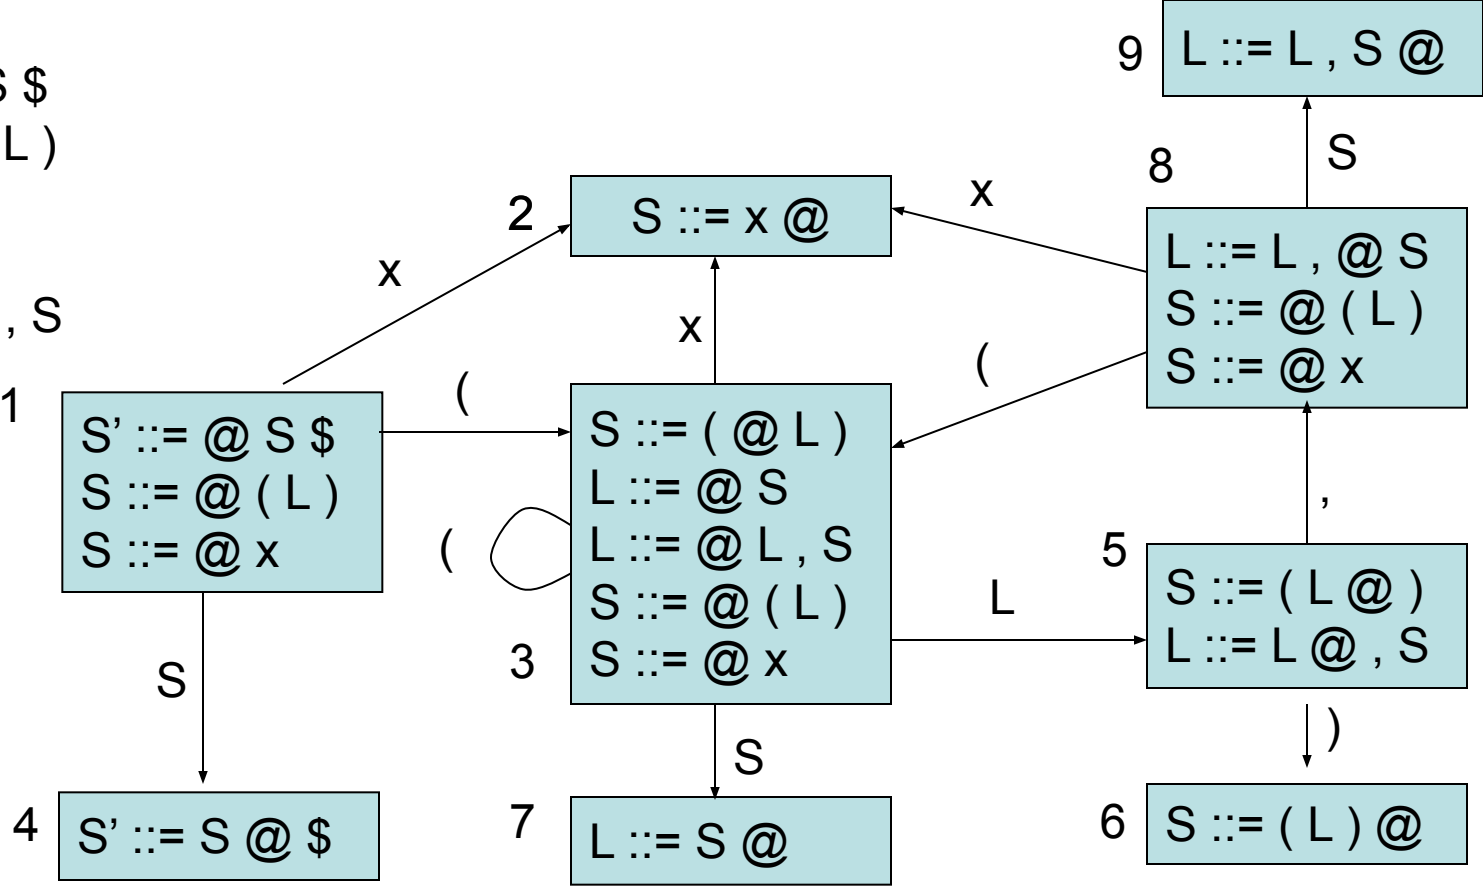 S $
L )
, S
1
S’ ::= @ S $
S ::= @ ( L )
S ::= @ x
x
(
S
4
S’ ::= S @ $
2
S ::= x @
x
(
3
S ::= ( @ L )
L ::= @ S
L ::= @ L , S
S ::= @ ( L )
S ::= @ x
S
7
L ::= S @
x
(
L
9
L ::= L , S @
S
8
L ::= L , @ S
S ::= @ ( L )
S ::= @ x
,
5
S ::= ( L @ )
L ::= L @ , S
)
6
S ::= ( L ) @